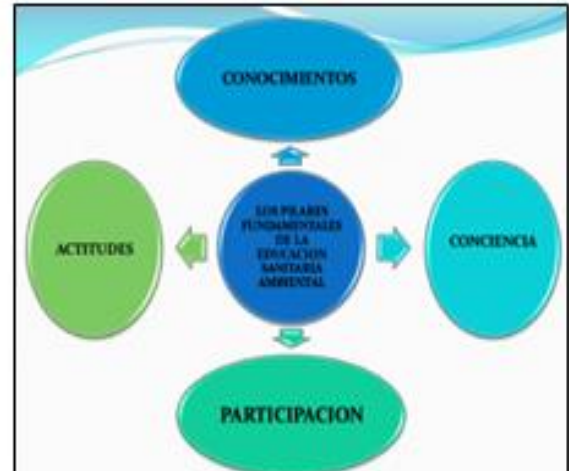 CONOCIMIENTOS
ACTITUDES
LOS PILARES
FUNDAMENTALES
DE LA
EDUCACION
SANITARIA
AMBIENTAL
CONCIENCIA
PARTICIPACION